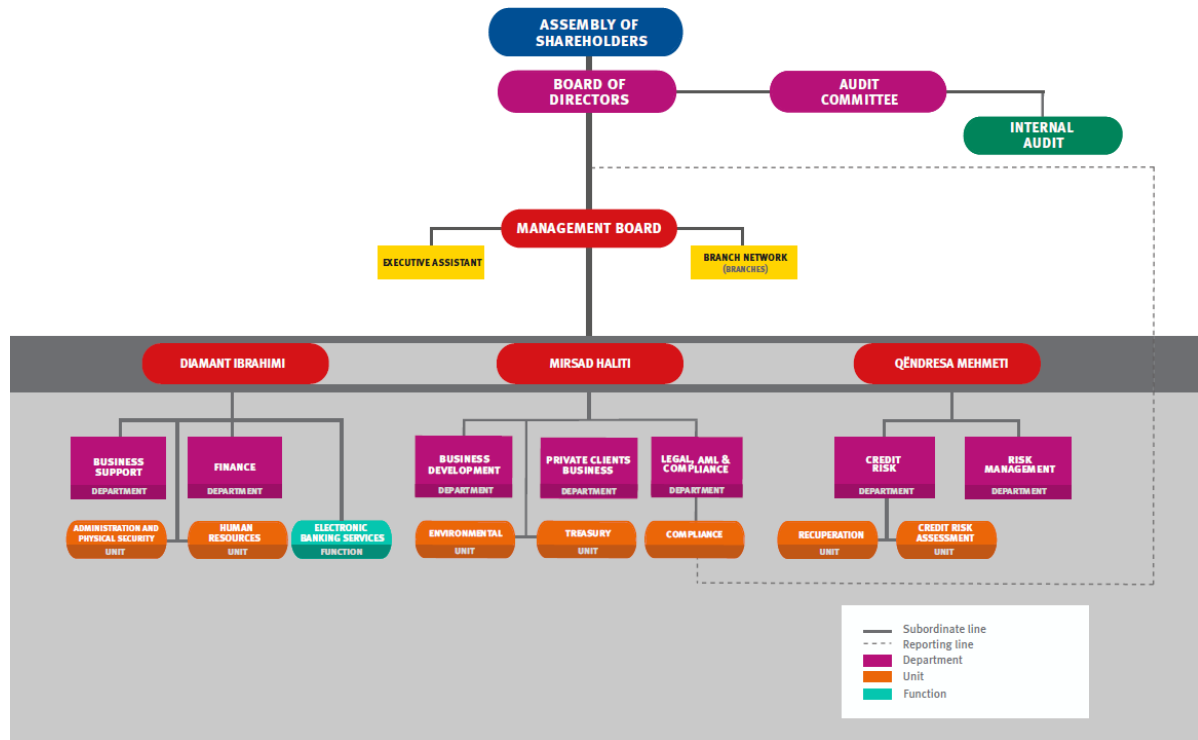 ASSEMBLY OF
SHAREHOLDERS
BOARD OF
DIRECTORS
AUDIT
COMMITTEE
INTERNAL
AUDIT
MANAGEMENT BOARD
EXECUTIVE ASSISTANT
BRANCH NETWORK
(BRANCHES)
DIAMANT IBRAHIMI
MIRSAD HALITI
QËNDRESA MEHMETI
BUSINESS
SUPPORT
DEPARTMENT
FINANCE
DEPARTMENT
BUSINESS
DEVELOPMENT
DEPARTMENT
PRIVATE CLIENTS
BUSINESS
DEPARTMENT
LEGAL, AML &
COMPLIANCE
DEPARTMENT
CREDIT
RISK
DEPARTMENT
RISK
MANAGEMENT
DEPARTMENT
ADMINISTRATION AND
PHYSICAL SECURITY
UNIT
HUMAN
RESOURCES
UNIT
ELECTRONIC
BANKING SERVICES
FUNCTION
ENVIRONMENTAL
UNIT
TREASURY
UNIT
COMPLIANCE
RECUPERATION
UNIT
CREDIT RISK
ASSESSMENT
UNIT
Subordinate line
Reporting line
Department
Unit
Function